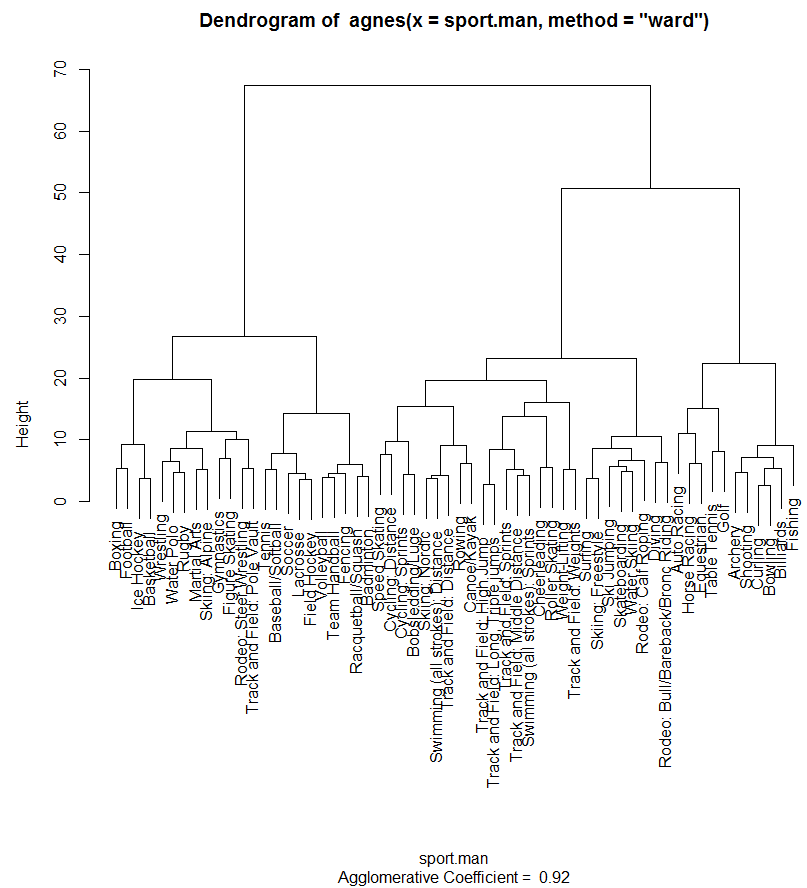 Dendrogram of  agnes(x = sport.man, method = "ward")
70
60
50
40
30
20
10
0
Height
Boxing
Football
Ice Hockey
Basketball
Wrestling
Water Polo
Rugby
Martial Arts
Skiing: Alpine
Gymnastics
Figure Skating
Rodeo: Steer Wrestling
Track and Field: Pole Vault
Tennis
Baseball/Softball
Soccer
Lacrosse
Field Hockey
Volleyball
Team Handball
Fencing
Racquetball/Squash
Badminton
Speed Skating
Cycling: Distance
Cycling: Sprints
Bobsledding/Luge
Skiing: Nordic
Swimming (all strokes): Distance
Track and Field: Distance
Rowing
Canoe/Kayak
Track and Field: High Jump
Track and Field: Long, Triple jumps
Track and Field: Sprints
Track and Field: Middle Distance
Swimming (all strokes): Sprints
Cheerleading
Roller Skating
Weight-Lifting
Track and Field: Weights
Surfing
Skiing: Freestyle
Ski Jumping
Skateboarding
Water Skiing
Rodeo: Calf Roping
Diving
Rodeo: Bull/Bareback/Bronc Riding
Auto Racing
Horse Racing
Equestrian
Table Tennis
Golf
Archery
Shooting
Curling
Bowling
Billiards
Fishing
sport.man
Agglomerative Coefficient =  0.92